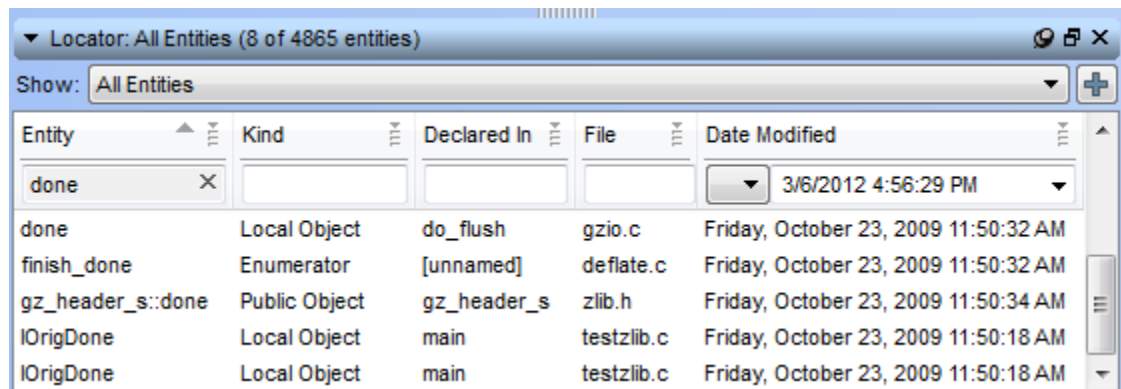 Locator: All Entities (8 of 4865 entities)
Show: All Entities
Entity Kind Declared In File Date Modified
done 3/6/2012 4:56:29 PM
done Local Object do_flush gzio.c Friday, October 23, 2009 11:50:32 AM
finish_done Enumerator [unnamed] deflate.c Friday, October 23, 2009 11:50:32 AM
gz_header_s::done Public Object gz_header_s zlib.h Friday, October 23, 2009 11:50:34 AM
lOrigDone Local Object main testzlib.c Friday, October 23, 2009 11:50:18 AM
lOrigDone Local Object main testzlib.c Friday, October 23, 2009 11:50:18 AM